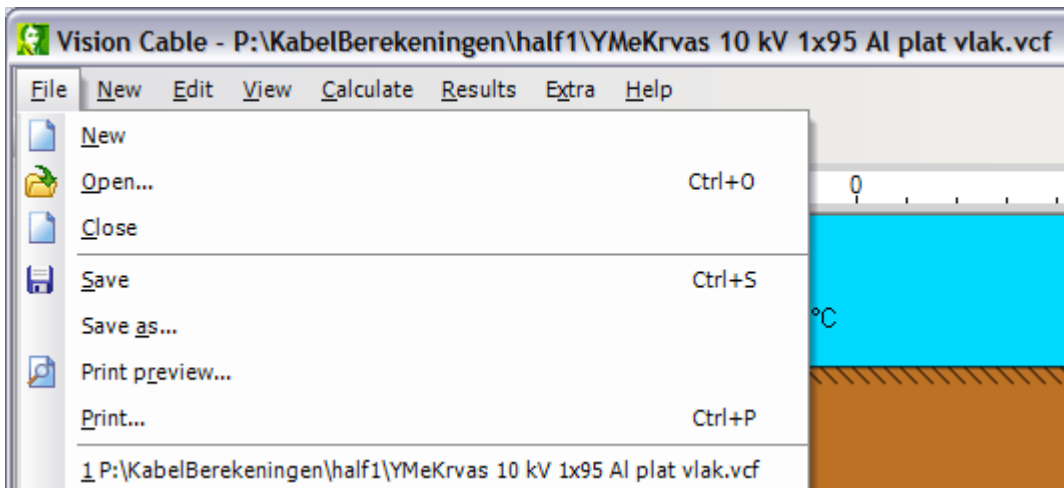 Vision Cable - P:\KabelBerekeningen\half1\YMeKrvas 10 kV 1x95 Al plat vlak.vcf
File New Edit View Calculate Results Extra Help
New
Open... Ctrl+O
0
Close
Save Ctrl+S
°C
Save as...
Print preview...
Print... Ctrl+P
1 P:\KabelBerekeningen\half1\YMeKrvas 10 kV 1x95 Al plat vlak.vcf